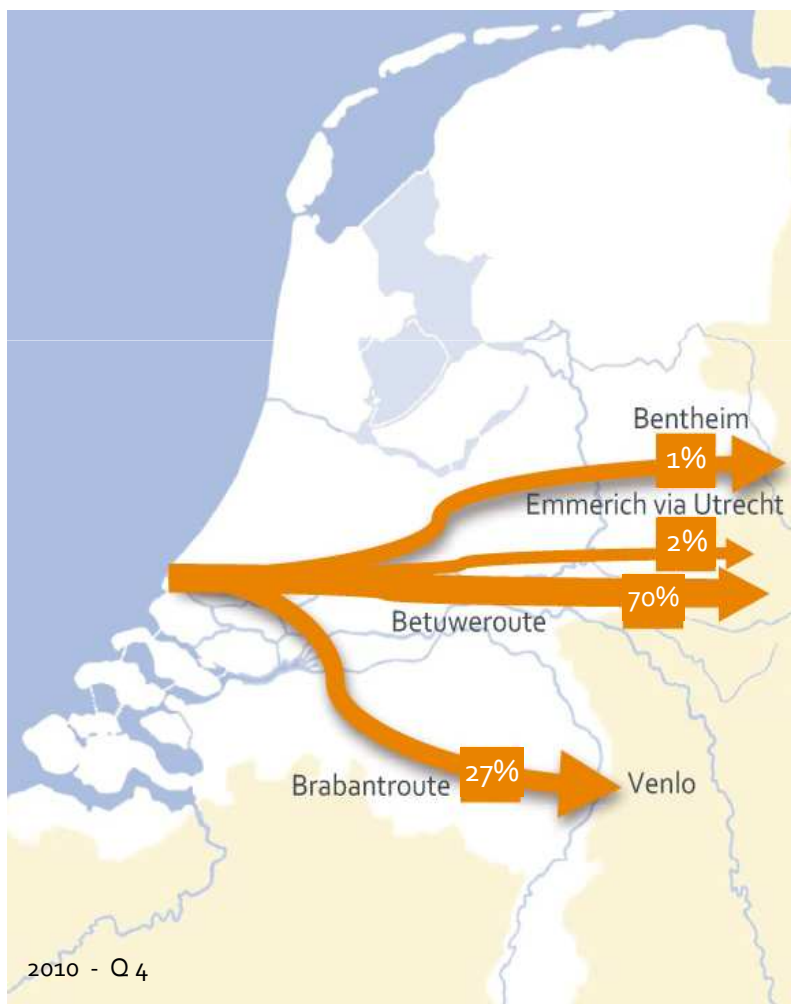 Bentheim
1%
Emmerich via Utrecht
2%
70%
Betuweroute
Brabantroute 27% Venlo
2010 - Q 4